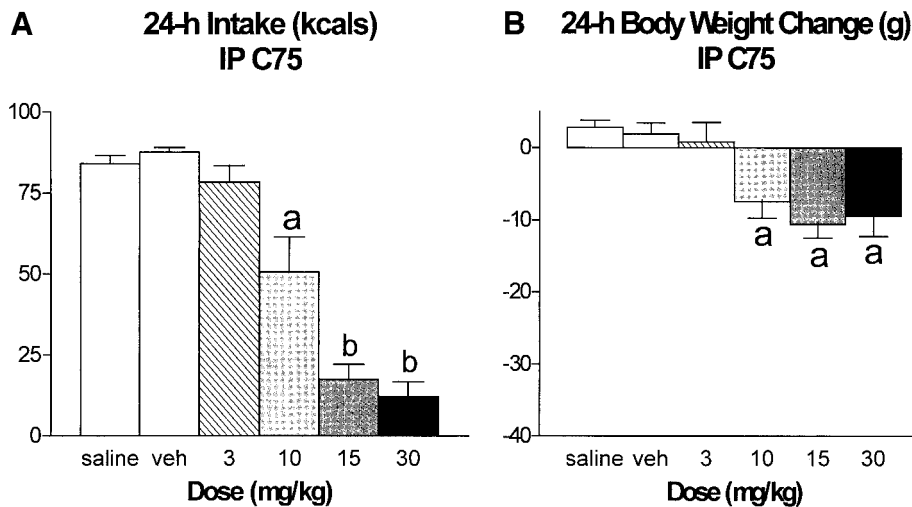 A
24-h Intake (kcals)
IP C75
100
75
50
25
0
a
b
b
saline veh 3 10 15 30
Dose (mg/kg)
B
24-h Body Weight Change (g)
IP C75
0
-10
-20
-30
-40
a
a
a
saline veh 3 10 15 30
Dose (mg/kg)